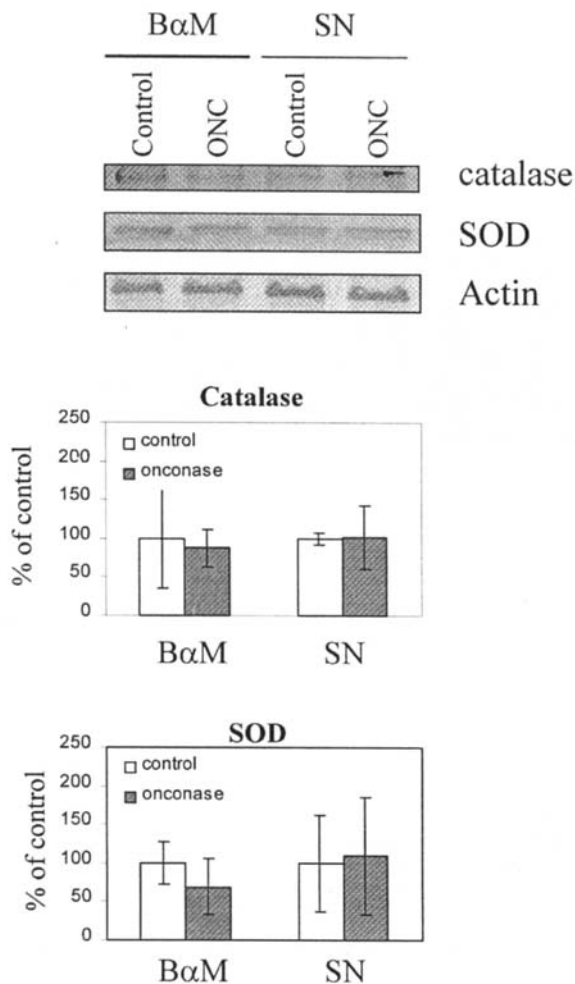 BαM SN
Control ONC Control ONC
catalase
SOD
Actin
Catalase
% of control
250
200
150
100
50
0
control
onconase
BαM SN
SOD
% of control
250
200
150
100
50
0
control
onconase
BαM SN